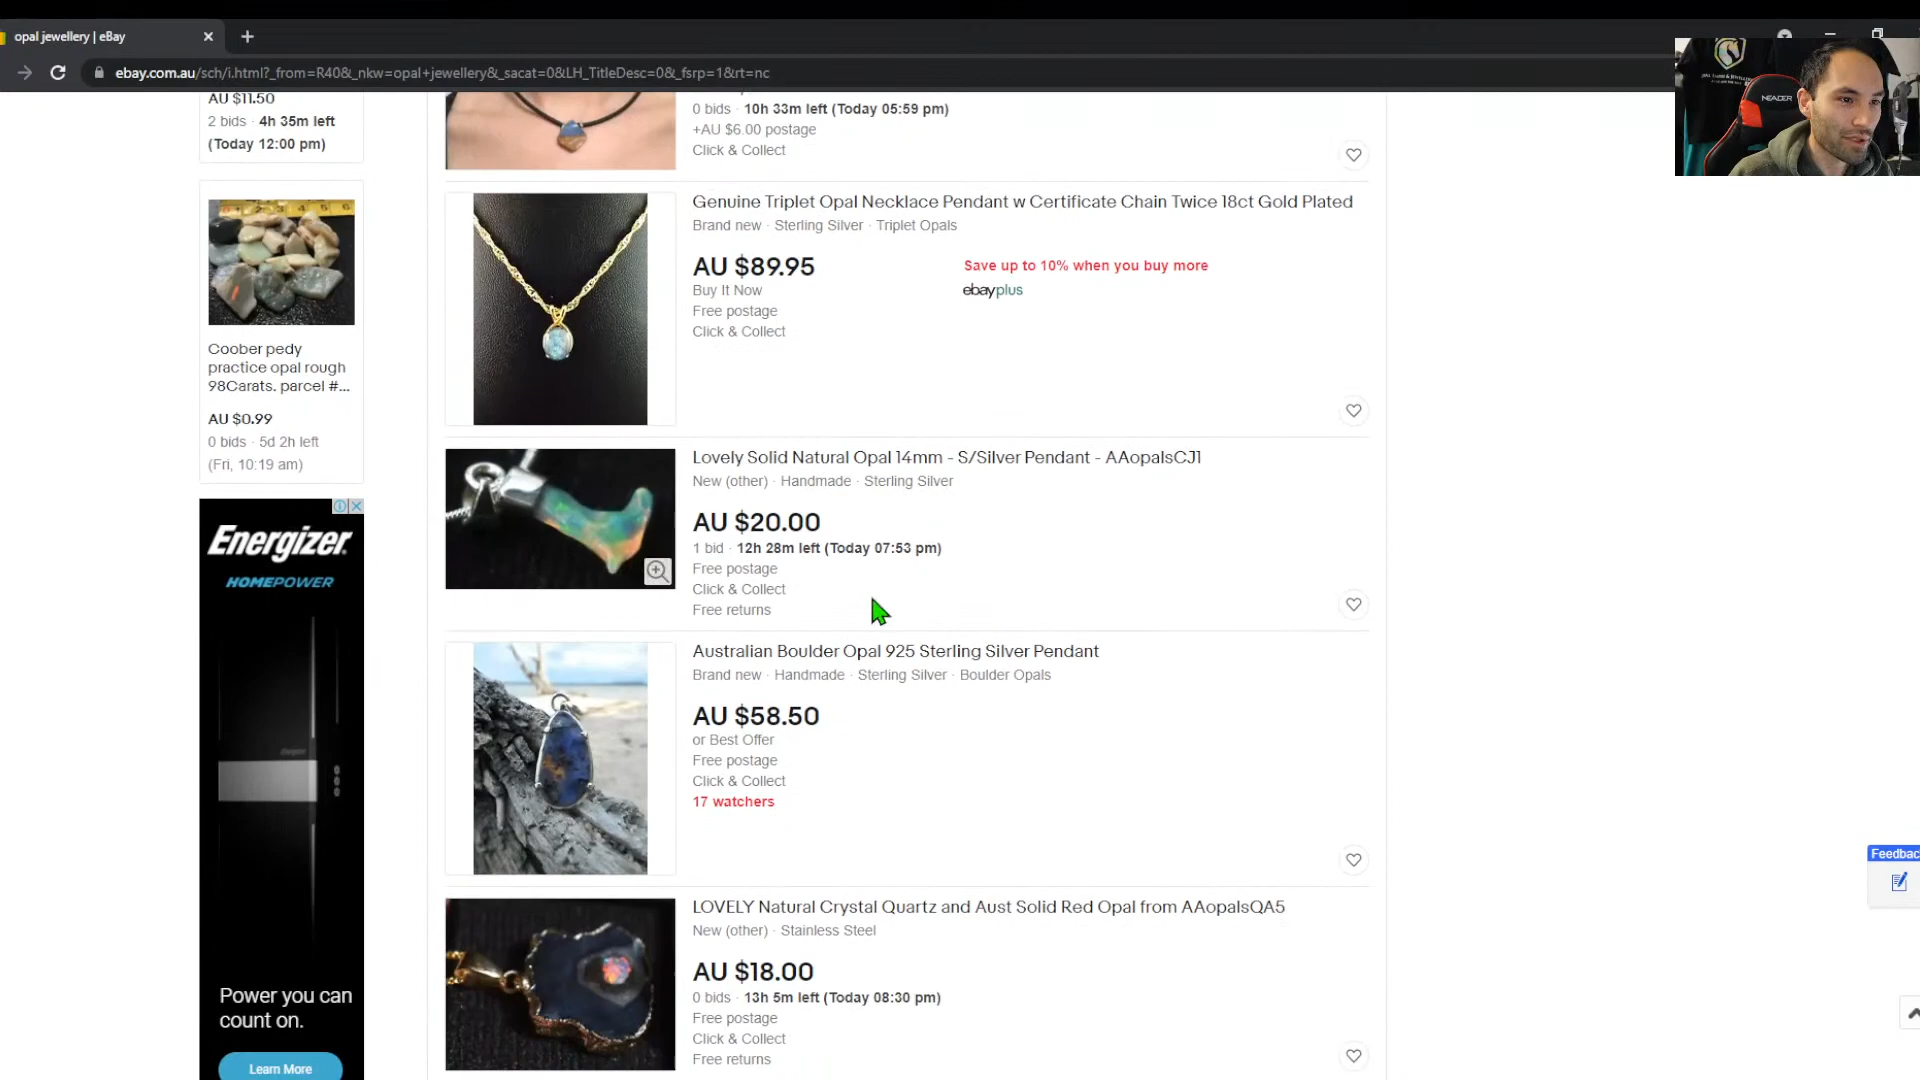 opal jewellery | eBay
ebay.com.au/sch/i.html?_from=R40&_nkw=opal+jewellery&_sacat=0&LH_TitleDesc=0&_fsrp=1&rt=nc
AU $11.50
2 bids · 4h 35m left
(Today 12:00 pm)
Coober pedy
practice opal rough
98Carats. parcel #...
AU $0.99
0 bids · 5d 2h left
(Fri, 10:19 am)
Energizer.
HOMEPOWER
Power you can
count on.
Learn More
0 bids · 10h 33m left (Today 05:59 pm)
+AU $6.00 postage
Click & Collect
Genuine Triplet Opal Necklace Pendant w Certificate Chain Twice 18ct Gold Plated
Brand new · Sterling Silver · Triplet Opals
AU $89.95
Buy It Now
Free postage
Click & Collect
Save up to 10% when you buy more
ebayplus
Lovely Solid Natural Opal 14mm - S/Silver Pendant - AAopalsCJ1
New (other) · Handmade · Sterling Silver
AU $20.00
1 bid · 12h 28m left (Today 07:53 pm)
Free postage
Click & Collect
Free returns
Australian Boulder Opal 925 Sterling Silver Pendant
Brand new · Handmade · Sterling Silver · Boulder Opals
AU $58.50
or Best Offer
Free postage
Click & Collect
17 watchers
LOVELY Natural Crystal Quartz and Aust Solid Red Opal from AAopalsQA5
New (other) · Stainless Steel
AU $18.00
0 bids · 13h 5m left (Today 08:30 pm)
Free postage
Click & Collect
Free returns
NEADER
Feedbac